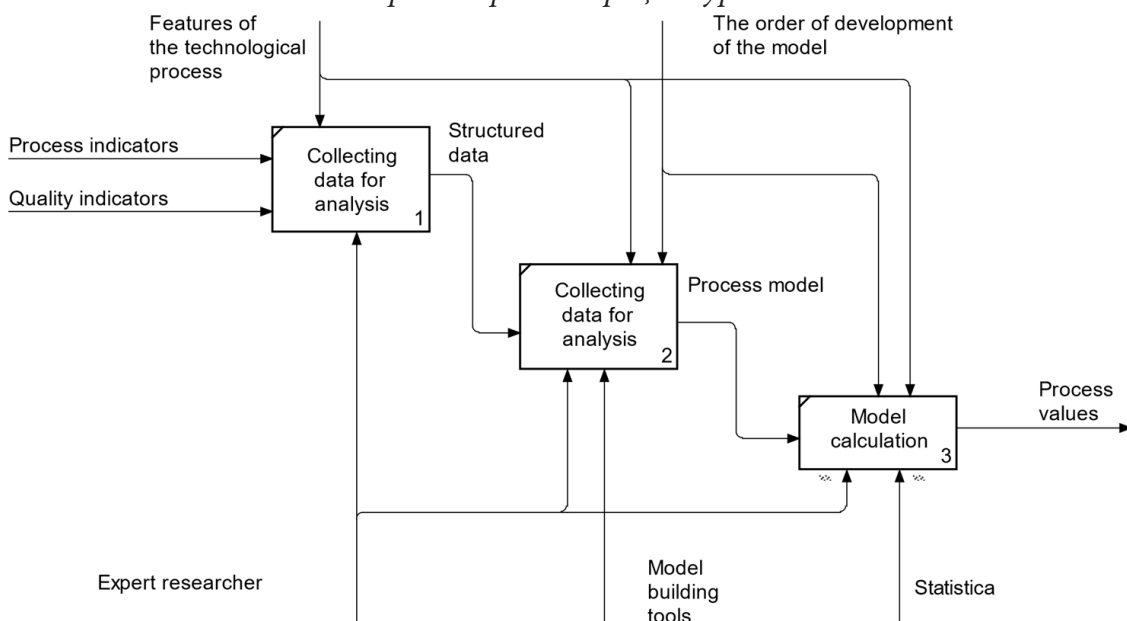 Features of
the technological
process
The order of development
of the model
Process indicators
Quality indicators
Collecting
data for
analysis
1
Structured
data
Collecting
data for
analysis
2
Process model
Model
calculation
3
Process
values
Expert researcher
Model
building
tools
Statistica